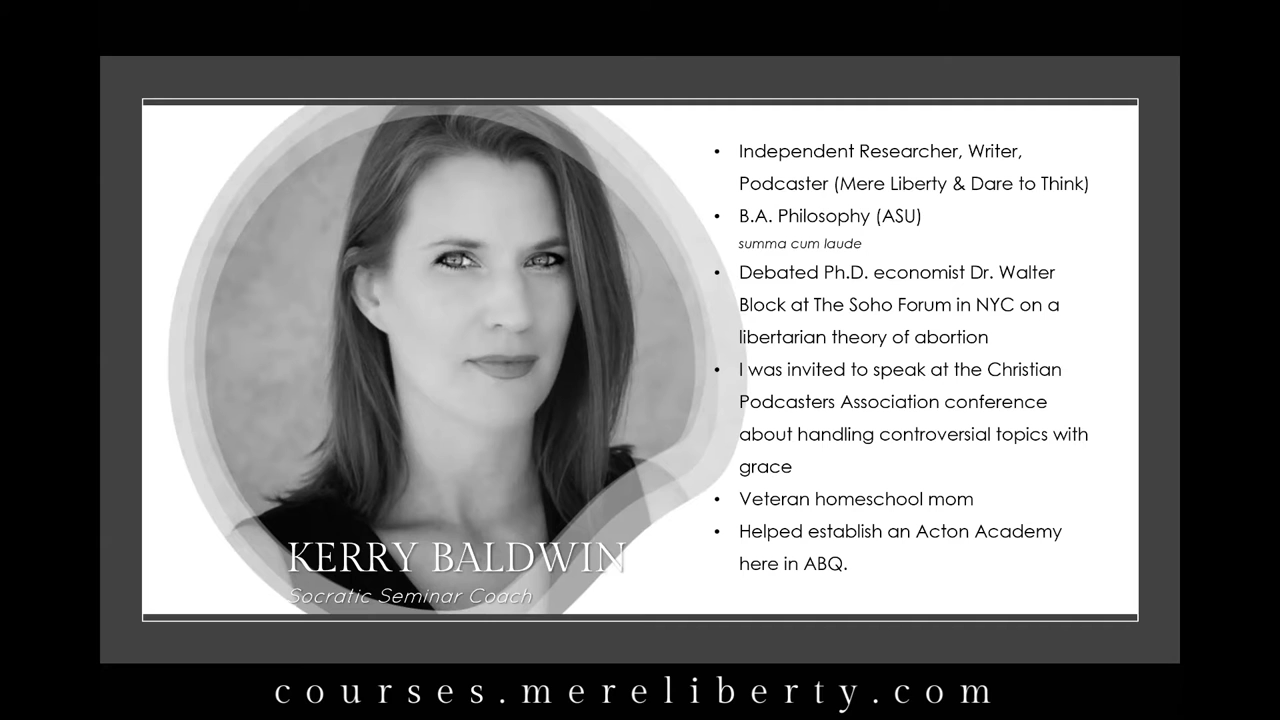 Independent Researcher, Writer,
Podcaster (Mere Liberty & Dare to Think)
B.A. Philosophy (ASU)
summa cum laude
Debated Ph.D. economist Dr. Walter
Block at The Soho Forum in NYC on a
libertarian theory of abortion
I was invited to speak at the Christian
Podcasters Association conference
about handling controversial topics with
grace
Veteran homeschool mom
Helped establish an Acton Academy
here in ABQ.
KERRY BALDWIN
Socratic Seminar Coach
courses.mereliberty.com